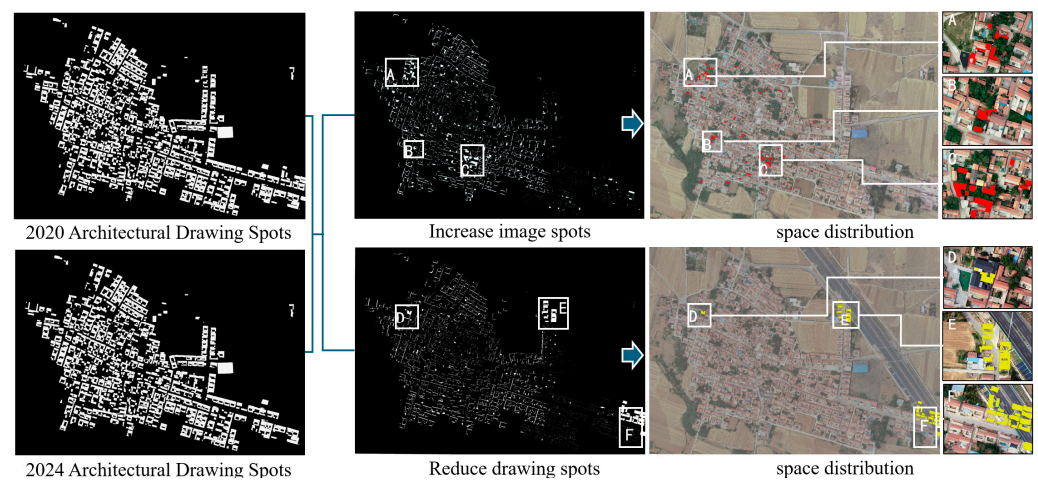 A
B
C
A
B
C
A
B
C
2020 Architectural Drawing Spots
Increase image spots
space distribution
D
E
F
D
E
F
D
E
F
2024 Architectural Drawing Spots
Reduce drawing spots
space distribution